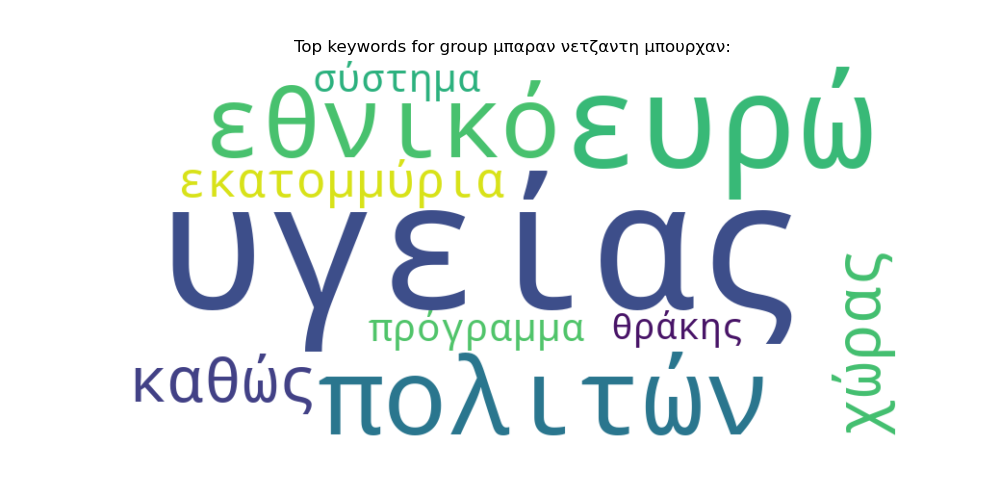 Top keywords for group μπαραν νετζαντη μπουρχαν:
σύστημα
εθνικό ευρώ
εκατομμύρια
υγείας
πρόγραμμα θράκης
χώρας
καθώς πολιτών